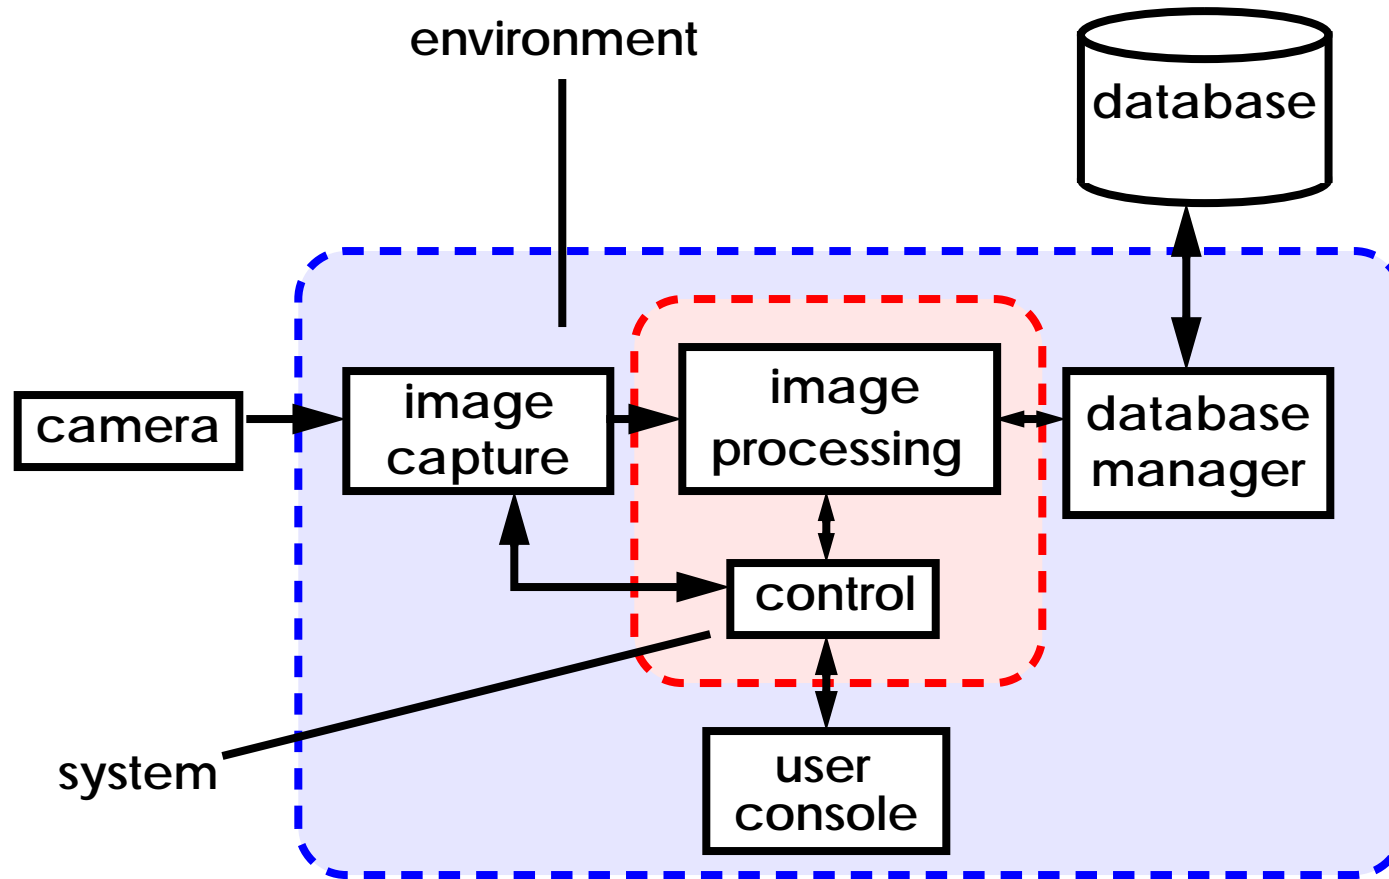 environment
database
camera
image
capture
image
processing
database
manager
control
system
user
console